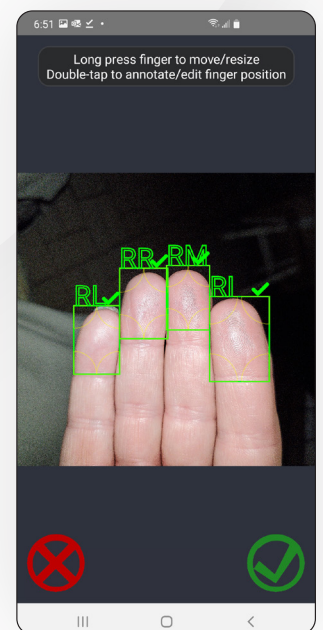 6:51
Long press finger to move/resize
Double-tap to annotate/edit finger position
RL RR RM RI